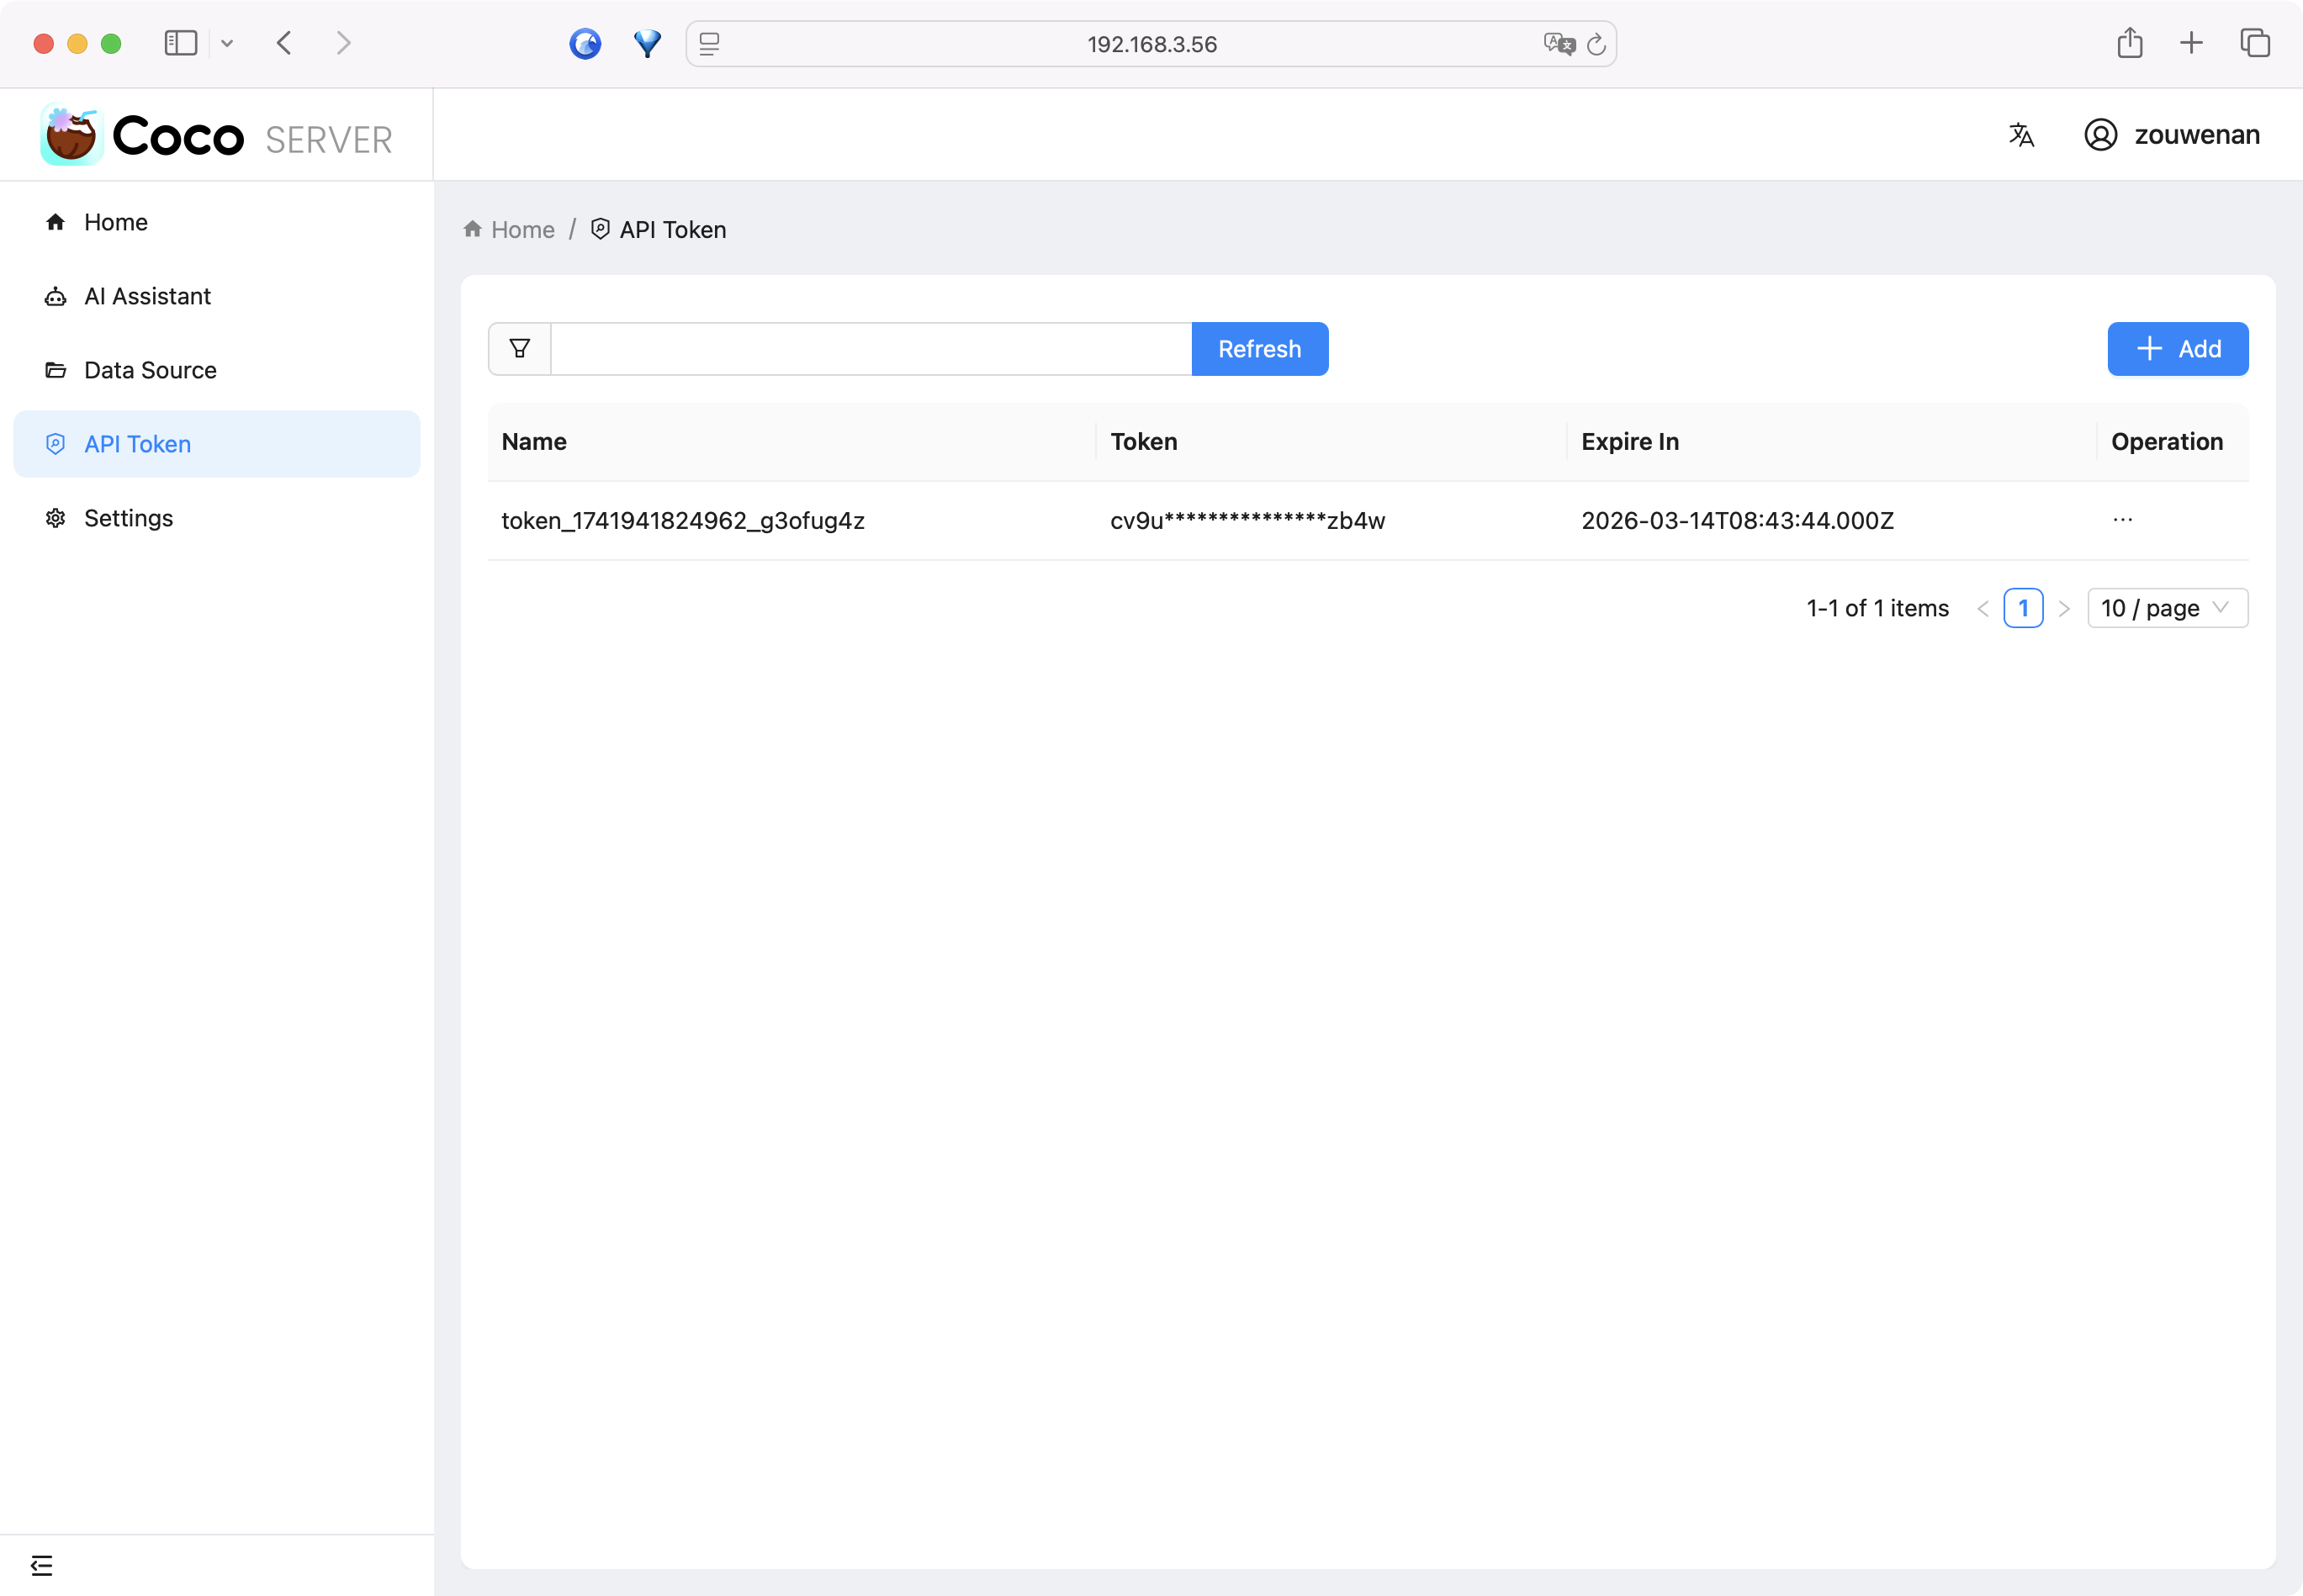 192.168.3.56
Coco SERVER
zouwenan
Home
AI Assistant
Data Source
API Token
Settings
Home / API Token
Refresh
Add
Name Token Expire In Operation
token_1741941824962_g3ofug4z cv9u***************zb4w 2026-03-14T08:43:44.000Z ···
1-1 of 1 items < 1 > 10 / page